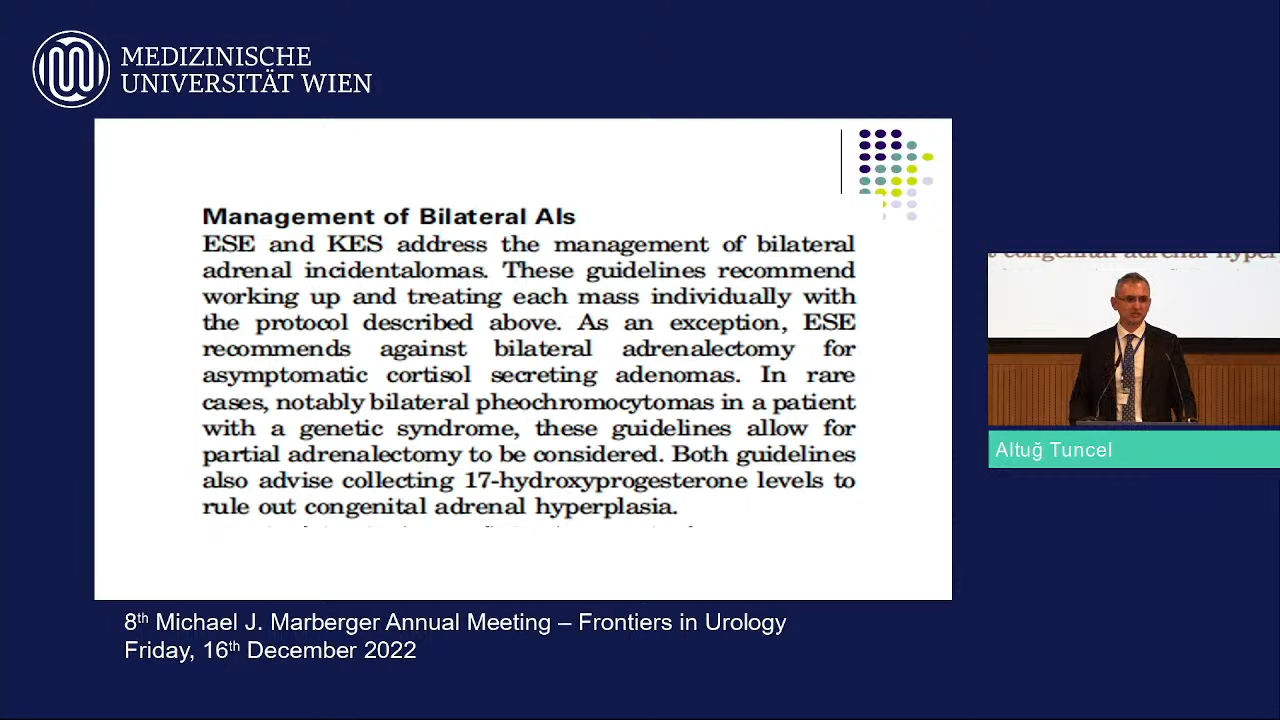 MEDIZINISCHE
UNIVERSITÄT WIEN
Management of Bilateral AIs
ESE and KES address the management of bilateral
adrenal incidentalomas. These guidelines recommend
working up and treating each mass individually with
the protocol described above. As an exception, ESE
recommends against bilateral adrenalectomy for
asymptomatic cortisol secreting adenomas. In rare
cases, notably bilateral pheochromocytomas in a patient
with a genetic syndrome, these guidelines allow for
partial adrenalectomy to be considered. Both guidelines
also advise collecting 17-hydroxyprogesterone levels to
rule out congenital adrenal hyperplasia.
congenital adrenal
Altuğ Tuncel
8th Michael J. Marberger Annual Meeting – Frontiers in Urology
Friday, 16th December 2022